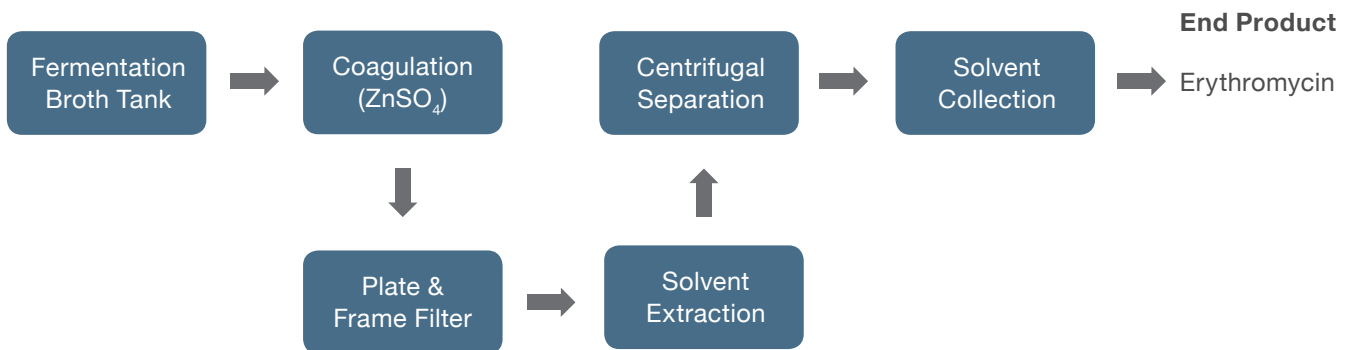 Fermentation
Broth Tank
Coagulation
(ZnSO₄)
Plate &
Frame Filter
Solvent
Extraction
Centrifugal
Separation
Solvent
Collection
End Product
Erythromycin